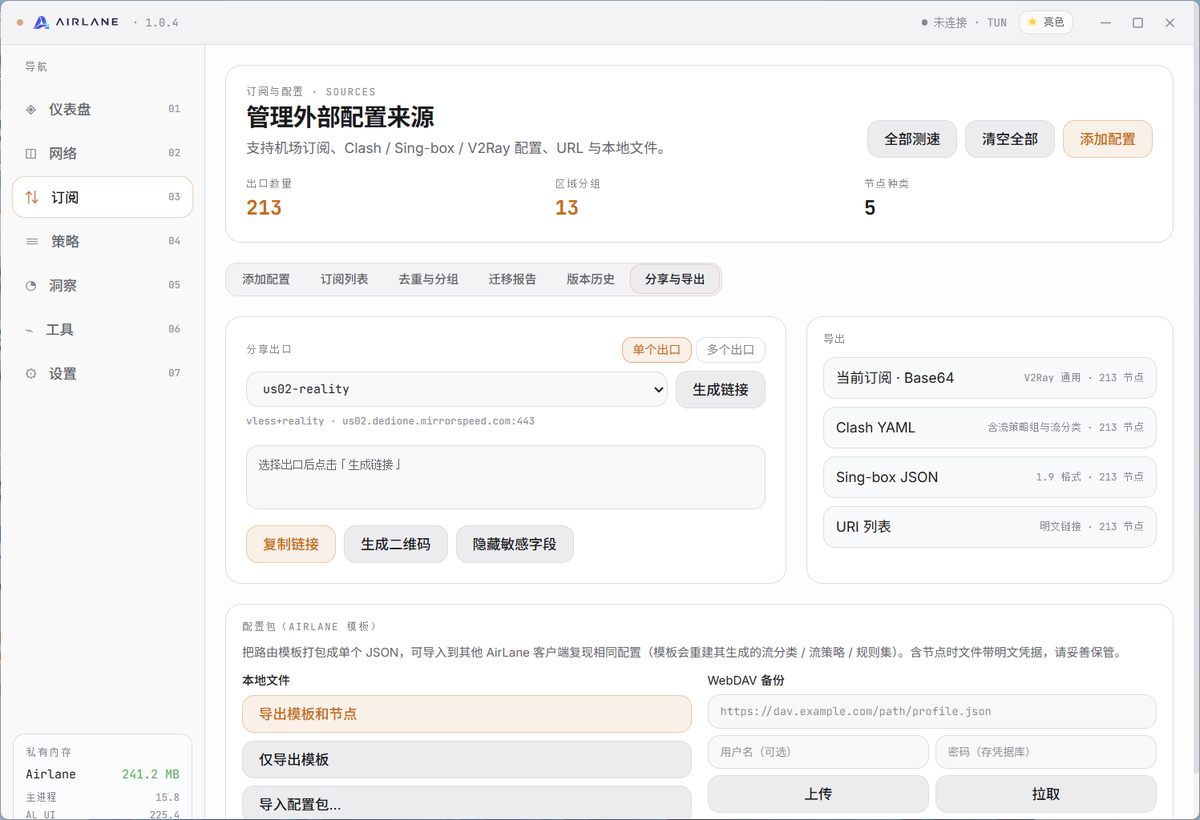 AIRLANE · 1.0.4
未连接 · TUN
亮色
导航
仪表盘 01
网络 02
订阅 03
策略 04
洞察 05
工具 06
设置 07
私有内存
Airlane 241.2 MB
主进程 15.8
AL UI 225.4
订阅与配置 · SOURCES
管理外部配置来源
支持机场订阅、Clash / Sing-box / V2Ray 配置、URL 与本地文件。
全部测速
清空全部
添加配置
出口数量
213
区域分组
13
节点种类
5
添加配置
订阅列表
去重与分组
迁移报告
版本历史
分享与导出
分享出口
单个出口
多个出口
us02-reality
生成链接
vless+reality · us02.dedione.mirrorspeed.com:443
选择出口后点击「生成链接」
复制链接
生成二维码
隐藏敏感字段
导出
当前订阅 · Base64 V2Ray 通用 · 213 节点
Clash YAML 含流策略组与流分类 · 213 节点
Sing-box JSON 1.9 格式 · 213 节点
URI 列表 明文链接 · 213 节点
配置包（AIRLANE 模板）
把路由模板打包成单个 JSON，可导入到其他 AirLane 客户端复现相同配置（模板会重建其生成的流分类 / 流策略 / 规则集）。含节点时文件带明文凭据，请妥善保管。
本地文件
导出模板和节点
仅导出模板
导入配置包…
WebDAV 备份
https://dav.example.com/path/profile.json
用户名（可选）
密码（存凭据库）
上传
拉取